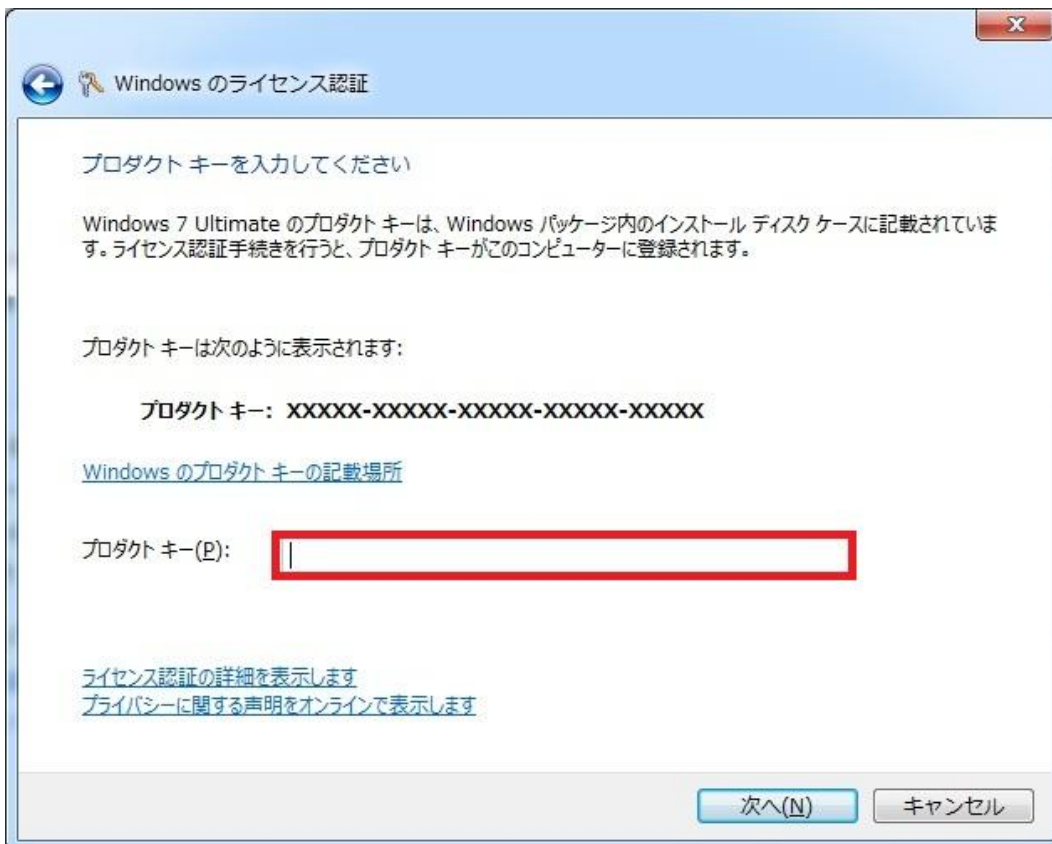 Windows のライセンス認証
プロダクト キーを入力してください
Windows 7 Ultimate のプロダクト キーは、Windows パッケージ内のインストール ディスク ケースに記載されていま
す。ライセンス認証手続きを行うと、プロダクト キーがこのコンピューターに登録されます。
プロダクト キーは次のように表示されます:
プロダクト キー: XXXXX-XXXXX-XXXXX-XXXXX-XXXXX
Windows のプロダクト キーの記載場所
プロダクト キー(P):
ライセンス認証の詳細を表示します
プライバシーに関する声明をオンラインで表示します
次へ(N) キャンセル